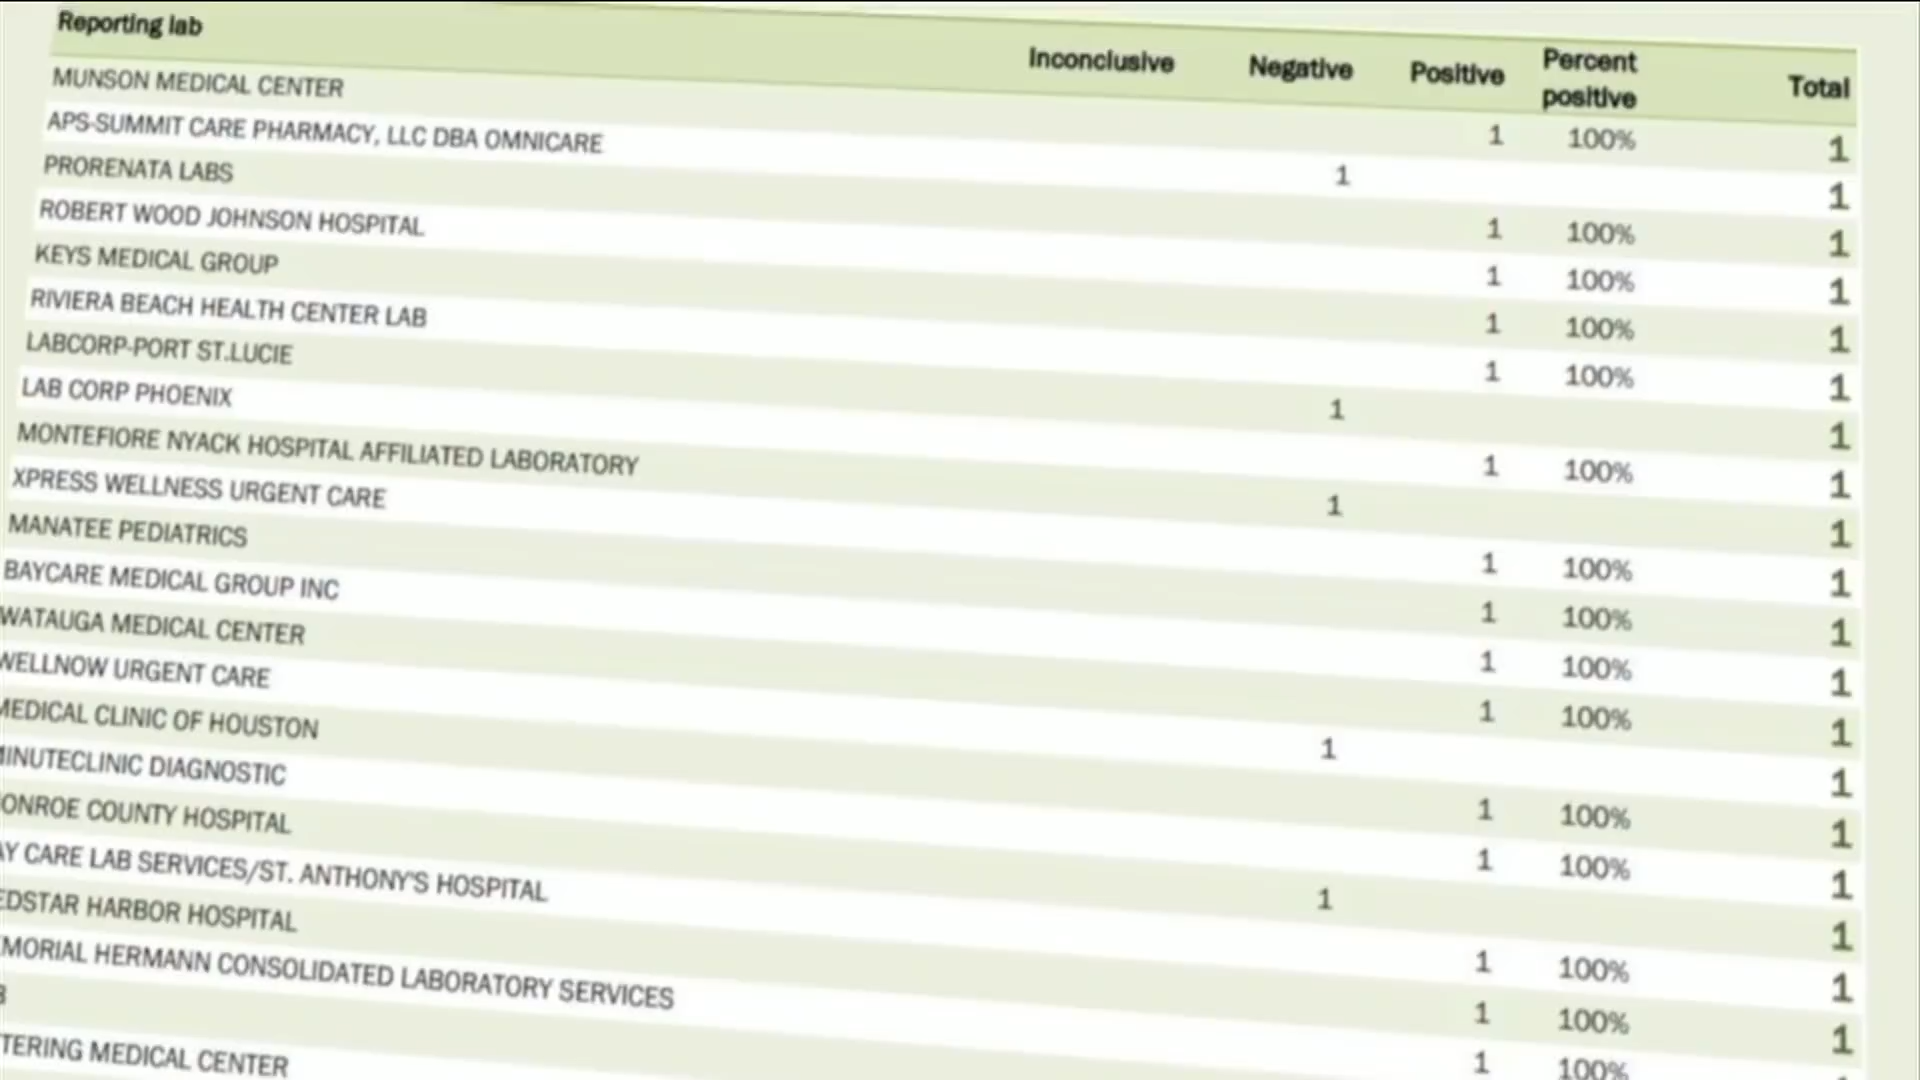 Reporting lab Inconclusive Negative Positive Percent positive Total
MUNSON MEDICAL CENTER 1 100% 1
APS-SUMMIT CARE PHARMACY, LLC DBA OMNICARE 1 1
PRORENATA LABS 1 100% 1
ROBERT WOOD JOHNSON HOSPITAL 1 100% 1
KEYS MEDICAL GROUP 1 100% 1
RIVIERA BEACH HEALTH CENTER LAB 1 100% 1
LABCORP-PORT ST.LUCIE 1 1
LAB CORP PHOENIX 1 100% 1
MONTEFIORE NYACK HOSPITAL AFFILIATED LABORATORY 1 1
XPRESS WELLNESS URGENT CARE 1 100% 1
MANATEE PEDIATRICS 1 100% 1
BAYCARE MEDICAL GROUP INC 1 100% 1
WATAUGA MEDICAL CENTER 1 100% 1
WELLNOW URGENT CARE 1 1
MEDICAL CLINIC OF HOUSTON 1 100% 1
MINUTECLINIC DIAGNOSTIC 1 100% 1
ONROE COUNTY HOSPITAL 1 1
AY CARE LAB SERVICES/ST. ANTHONY'S HOSPITAL 1 100% 1
EDSTAR HARBOR HOSPITAL 1 100% 1
MORIAL HERMANN CONSOLIDATED LABORATORY SERVICES 1 100%
TERING MEDICAL CENTER